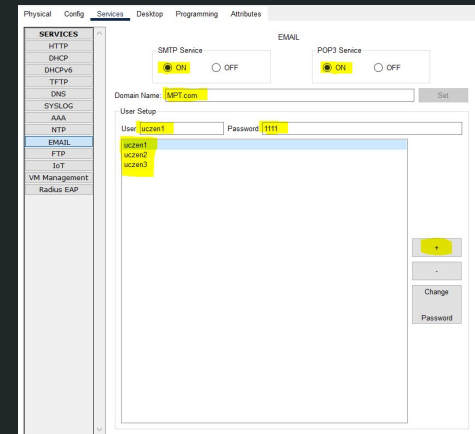 Physical Config Services Desktop Programming Attributes
SERVICES
HTTP
DHCP
DHCPv6
TFTP
DNS
SYSLOG
AAA
NTP
EMAIL
FTP
IoT
VM Management
Radius EAP
EMAIL
SMTP Service
ON OFF
POP3 Service
ON OFF
Domain Name: MPT.com Set
User Setup
User uczen1 Password 1111
uczen1
uczen2
uczen3
+
-
Change
Password